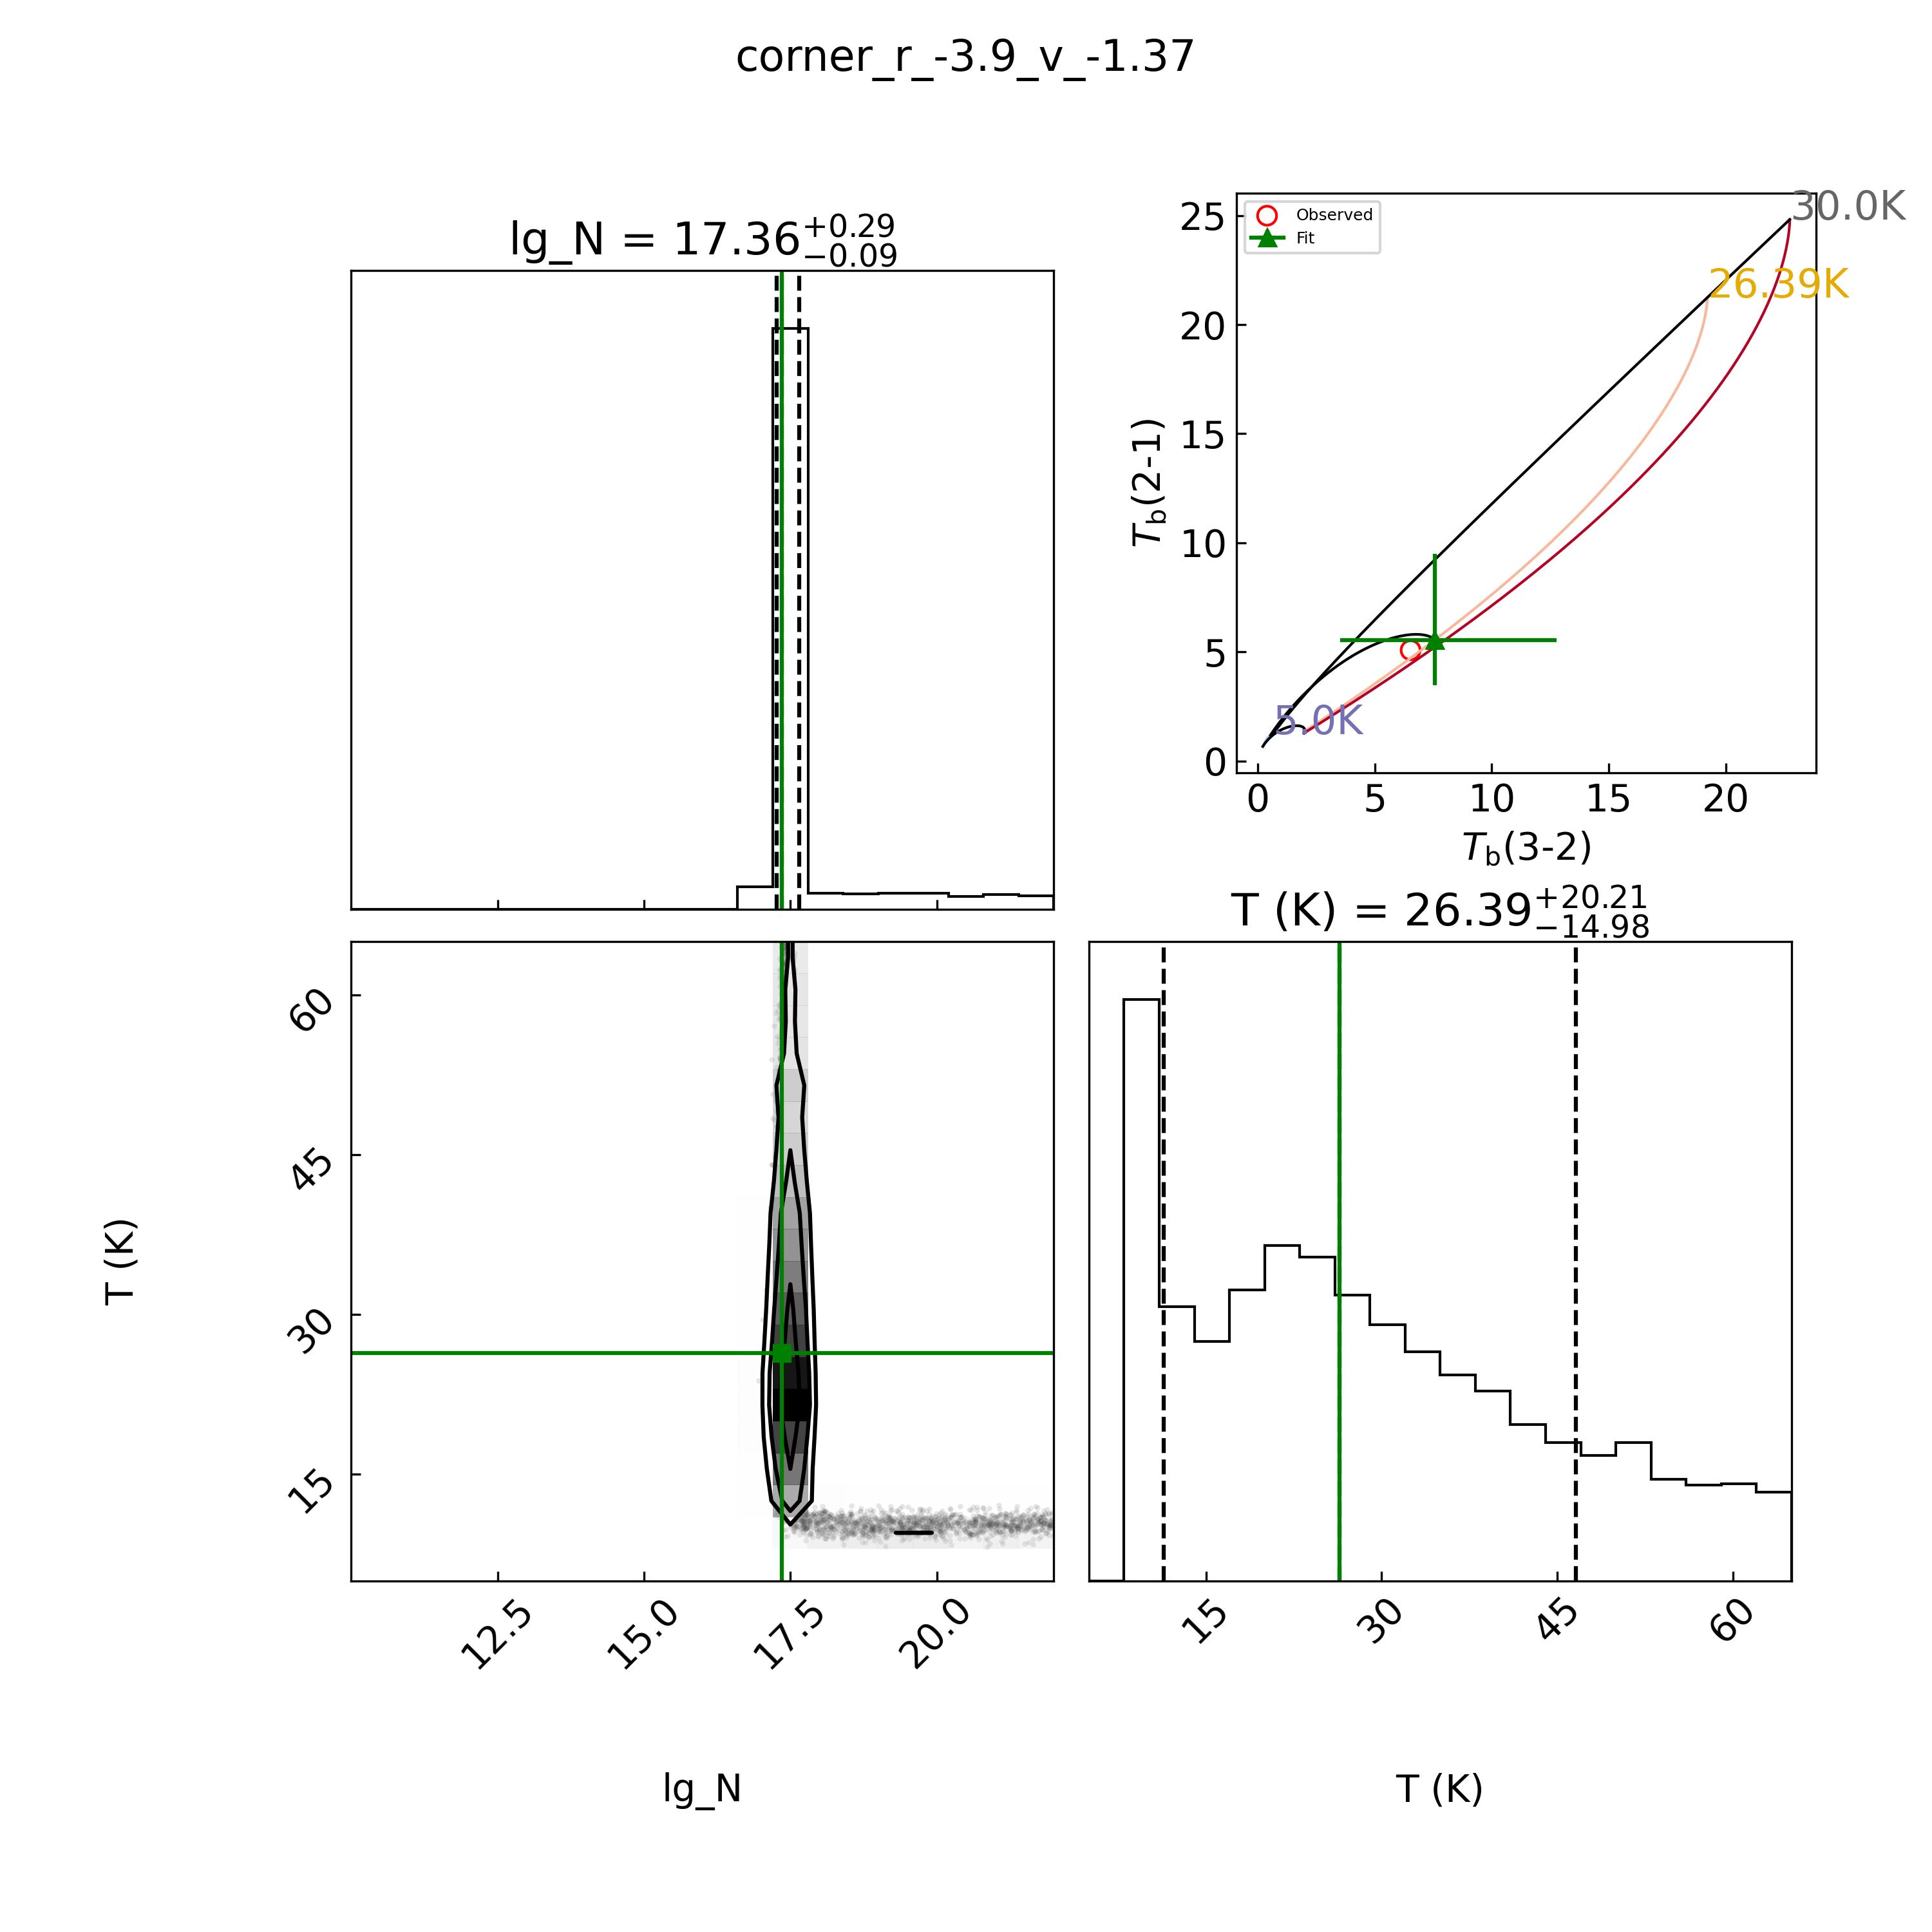 corner_r_-3.9_v_-1.37
lg_N = 17.36+0.29−0.09
30.0K
26.39K
5.0K
Observed
Fit
25
20
15
10
5
0
Tb(2-1)
0 5 10 15 20
Tb(3-2)
T (K) = 26.39+20.21−14.98
60
45
30
15
T (K)
12.5 15.0 17.5 20.0
lg_N
15 30 45 60
T (K)